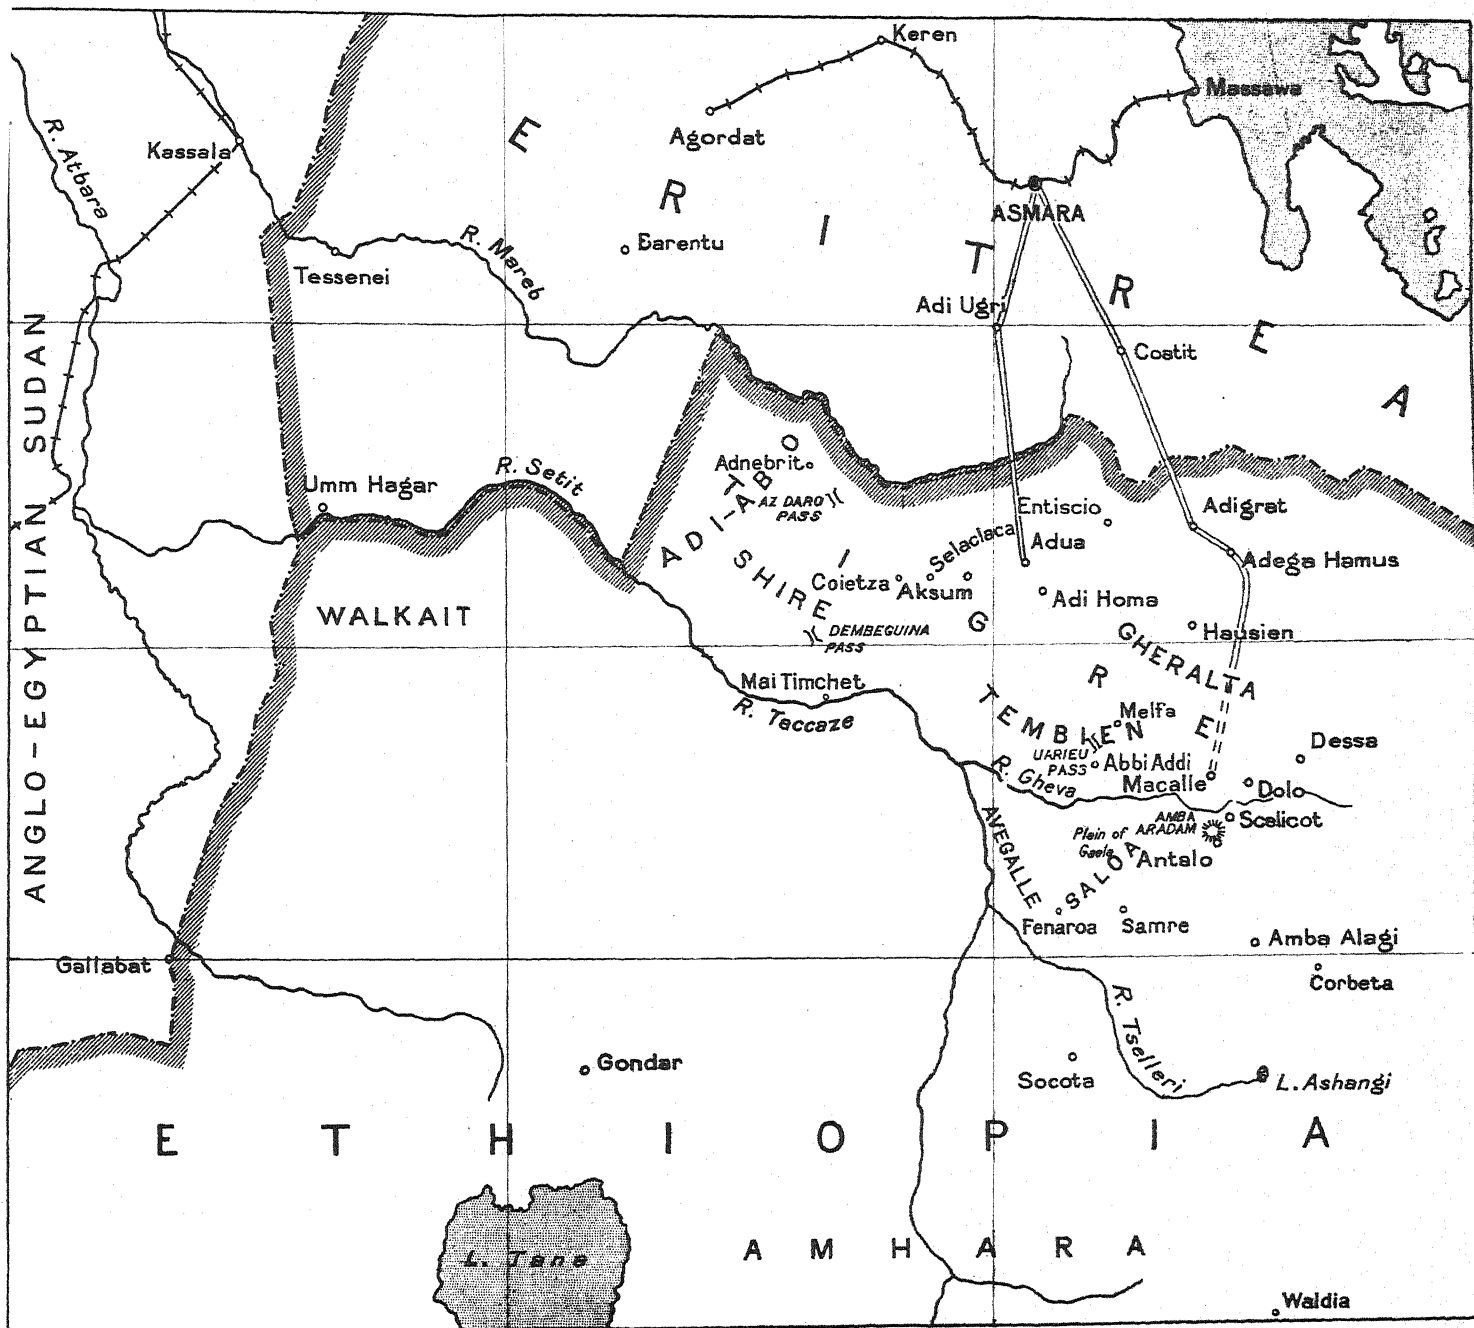 Keren
Massawa
Agordat
R. Atbara
Kassala
ERITREA
ASMARA
R. Mareb
Barentu
Tessenei
Adi Ugri
Coatit
ANGLO-EGYPTIAN SUDAN
Umm Hagar
R. Setit
Adnebrit
ADI-ABO
AZ DARO
PASS
Entiscio
Adigrat
Selaclaca
Adua
Adega Hamus
SHIRE
Coietza
Aksum
Adi Homa
WALKAIT
DEMBEGUINA
PASS
Hausien
GHERALTA
TIGRE
Mai Timchet
R. Taccaze
TEMBIEN
Melfa
UARIEU
PASS
Abbi Addi
Dessa
R. Gheva
Macalle
Dolo
AVEGALLE
AMBA
ARADAM
Scelicot
Plain of
Gaela
Antalo
SALOA
Fenaroa
Samre
Amba Alagi
Gallabat
Corbeta
R. Tselleri
Gondar
Socota
L. Ashangi
ETHIOPIA
L. Tana
AMHARA
Waldia